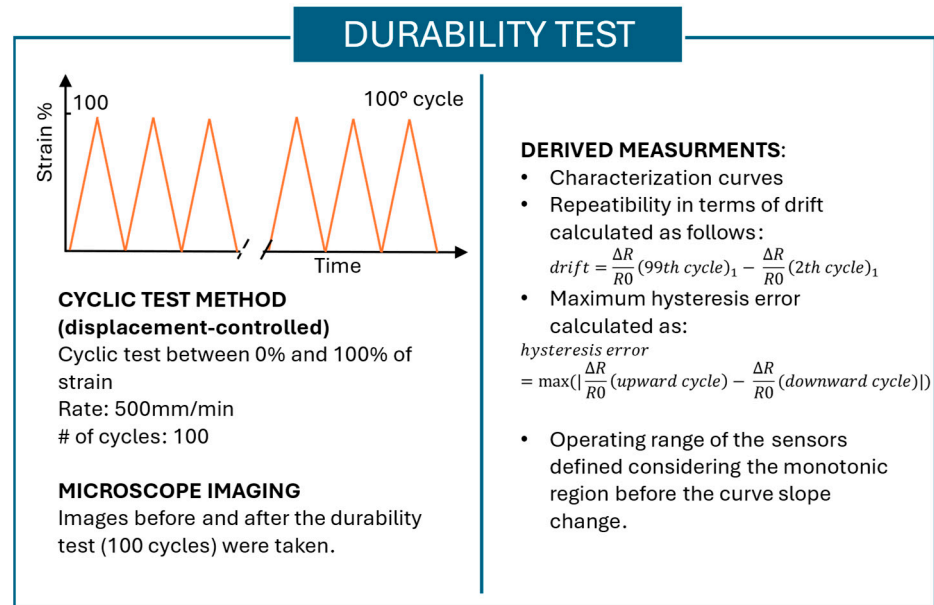 DURABILITY TEST
Strain %
100
100° cycle
Time
CYCLIC TEST METHOD
(displacement-controlled)
Cyclic test between 0% and 100% of
strain
Rate: 500mm/min
# of cycles: 100
MICROSCOPE IMAGING
Images before and after the durability
test (100 cycles) were taken.
DERIVED MEASURMENTS:
• Characterization curves
• Repeatibility in terms of drift
calculated as follows:
drift = ΔR/R0 (99th cycle)₁ − ΔR/R0 (2th cycle)₁
• Maximum hysteresis error
calculated as:
hysteresis error
= max(|ΔR/R0 (upward cycle) − ΔR/R0 (downward cycle)|)
• Operating range of the sensors
defined considering the monotonic
region before the curve slope
change.